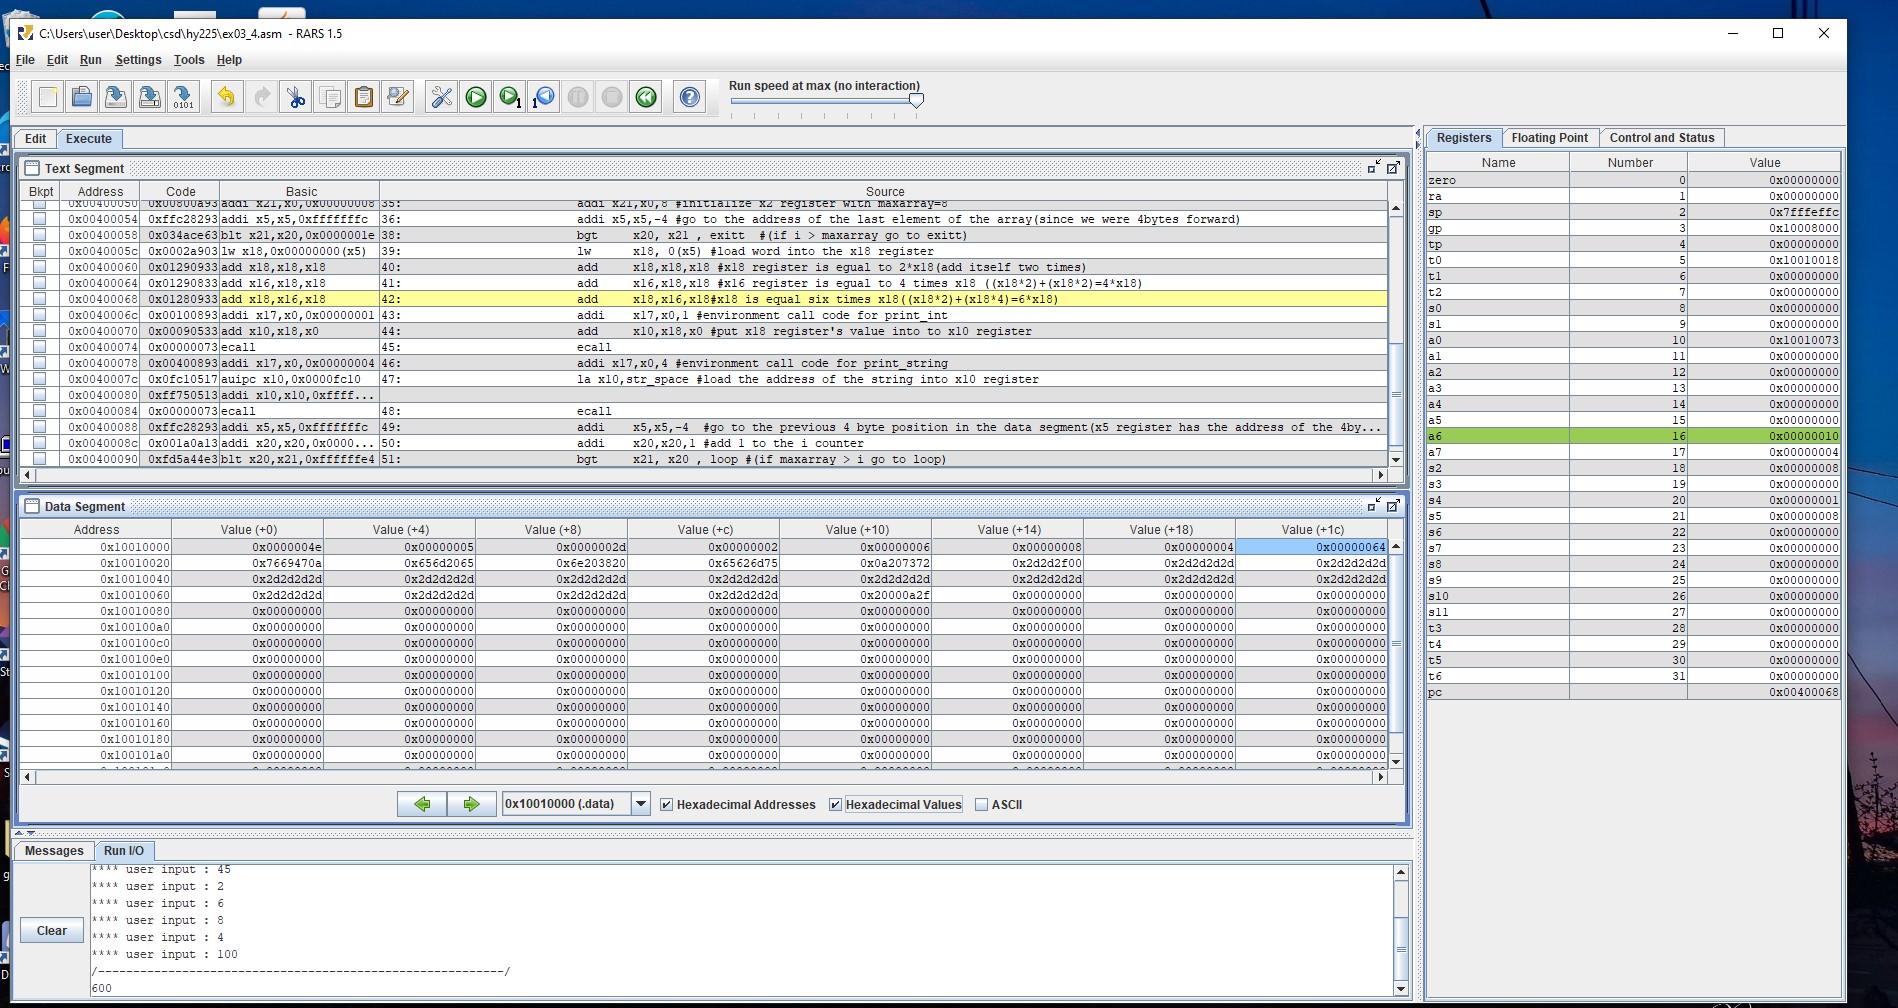 C:\Users\user\Desktop\csd\hy225\ex03_4.asm - RARS 1.5
File Edit Run Settings Tools Help
Run speed at max (no interaction)
Edit Execute
Text Segment
Bkpt Address Code Basic Source
0x00400050 0x00800a93 addi x21,x0,0x00000008 35: addi x21,x0,8 #initialize x2 register with maxarray=8
0x00400054 0xffc28293 addi x5,x5,0xfffffffc 36: addi x5,x5,-4 #go to the address of the last element of the array(since we were 4bytes forward)
0x00400058 0x034ace63 blt x21,x20,0x0000001e 38: bgt x20, x21 , exitt #(if i > maxarray go to exitt)
0x0040005c 0x0002a903 lw x18,0x00000000(x5) 39: lw x18, 0(x5) #load word into the x18 register
0x00400060 0x01290933 add x18,x18,x18 40: add x18,x18,x18 #x18 register is equal to 2*x18(add itself two times)
0x00400064 0x01290833 add x16,x18,x18 41: add x16,x18,x18 #x16 register is equal to 4 times x18 ((x18*2)+(x18*2)=4*x18)
0x00400068 0x01280933 add x18,x16,x18 42: add x18,x16,x18#x18 is equal six times x18((x18*2)+(x18*4)=6*x18)
0x0040006c 0x00100893 addi x17,x0,0x00000001 43: addi x17,x0,1 #environment call code for print_int
0x00400070 0x00090533 add x10,x18,x0 44: add x10,x18,x0 #put x18 register's value into to x10 register
0x00400074 0x00000073 ecall 45: ecall
0x00400078 0x00400893 addi x17,x0,0x00000004 46: addi x17,x0,4 #environment call code for print_string
0x0040007c 0x0fc10517 auipc x10,0x0000fc10 47: la x10,str_space #load the address of the string into x10 register
0x00400080 0xff750513 addi x10,x10,0xffff...
0x00400084 0x00000073 ecall 48: ecall
0x00400088 0xffc28293 addi x5,x5,0xfffffffc 49: addi x5,x5,-4 #go to the previous 4 byte position in the data segment(x5 register has the address of the 4by...
0x0040008c 0x001a0a13 addi x20,x20,0x0000... 50: addi x20,x20,1 #add 1 to the i counter
0x00400090 0xfd5a44e3 blt x20,x21,0xffffffe4 51: bgt x21, x20 , loop #(if maxarray > i go to loop)
Data Segment
Address Value (+0) Value (+4) Value (+8) Value (+c) Value (+10) Value (+14) Value (+18) Value (+1c)
0x10010000 0x0000004e 0x00000005 0x0000002d 0x00000002 0x00000006 0x00000008 0x00000004 0x00000064
0x10010020 0x7669470a 0x656d2065 0x6e203820 0x65626d75 0x0a207372 0x2d2d2f00 0x2d2d2d2d 0x2d2d2d2d
0x10010040 0x2d2d2d2d 0x2d2d2d2d 0x2d2d2d2d 0x2d2d2d2d 0x2d2d2d2d 0x2d2d2d2d 0x2d2d2d2d 0x2d2d2d2d
0x10010060 0x2d2d2d2d 0x2d2d2d2d 0x2d2d2d2d 0x2d2d2d2d 0x20000a2f 0x00000000 0x00000000 0x00000000
0x10010080 0x00000000 0x00000000 0x00000000 0x00000000 0x00000000 0x00000000 0x00000000 0x00000000
0x100100a0 0x00000000 0x00000000 0x00000000 0x00000000 0x00000000 0x00000000 0x00000000 0x00000000
0x100100c0 0x00000000 0x00000000 0x00000000 0x00000000 0x00000000 0x00000000 0x00000000 0x00000000
0x100100e0 0x00000000 0x00000000 0x00000000 0x00000000 0x00000000 0x00000000 0x00000000 0x00000000
0x10010100 0x00000000 0x00000000 0x00000000 0x00000000 0x00000000 0x00000000 0x00000000 0x00000000
0x10010120 0x00000000 0x00000000 0x00000000 0x00000000 0x00000000 0x00000000 0x00000000 0x00000000
0x10010140 0x00000000 0x00000000 0x00000000 0x00000000 0x00000000 0x00000000 0x00000000 0x00000000
0x10010160 0x00000000 0x00000000 0x00000000 0x00000000 0x00000000 0x00000000 0x00000000 0x00000000
0x10010180 0x00000000 0x00000000 0x00000000 0x00000000 0x00000000 0x00000000 0x00000000 0x00000000
0x100101a0 0x00000000 0x00000000 0x00000000 0x00000000 0x00000000 0x00000000 0x00000000 0x00000000
0x10010000 (.data) Hexadecimal Addresses Hexadecimal Values ASCII
Messages Run I/O
Clear
**** user input : 45
**** user input : 2
**** user input : 6
**** user input : 8
**** user input : 4
**** user input : 100
/----------------------------------------------------------/
600
Registers Floating Point Control and Status
Name Number Value
zero 0 0x00000000
ra 1 0x00000000
sp 2 0x7fffeffc
gp 3 0x10008000
tp 4 0x00000000
t0 5 0x10010018
t1 6 0x00000000
t2 7 0x00000000
s0 8 0x00000000
s1 9 0x00000000
a0 10 0x10010073
a1 11 0x00000000
a2 12 0x00000000
a3 13 0x00000000
a4 14 0x00000000
a5 15 0x00000000
a6 16 0x00000010
a7 17 0x00000004
s2 18 0x00000008
s3 19 0x00000000
s4 20 0x00000001
s5 21 0x00000008
s6 22 0x00000000
s7 23 0x00000000
s8 24 0x00000000
s9 25 0x00000000
s10 26 0x00000000
s11 27 0x00000000
t3 28 0x00000000
t4 29 0x00000000
t5 30 0x00000000
t6 31 0x00000000
pc 0x00400068